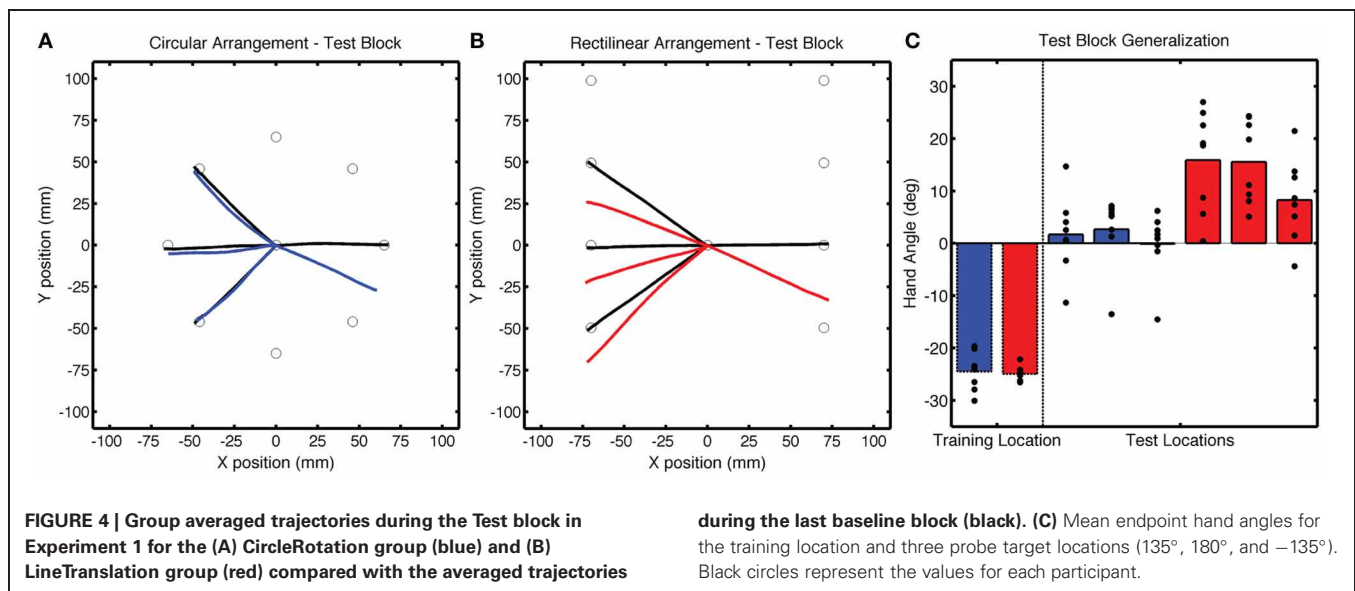 A
Circular Arrangement - Test Block
100
75
50
25
0
-25
-50
-75
-100
Y position (mm)
-100 -75 -50 -25 0 25 50 75 100
X position (mm)
B
Rectilinear Arrangement - Test Block
100
75
50
25
0
-25
-50
-75
-100
Y position (mm)
-100 -75 -50 -25 0 25 50 75 100
X position (mm)
C
Test Block Generalization
30
20
10
0
-10
-20
-30
Hand Angle (deg)
Training Location Test Locations
FIGURE 4 | Group averaged trajectories during the Test block in
Experiment 1 for the (A) CircleRotation group (blue) and (B)
LineTranslation group (red) compared with the averaged trajectories
during the last baseline block (black). (C) Mean endpoint hand angles for
the training location and three probe target locations (135°, 180°, and −135°).
Black circles represent the values for each participant.